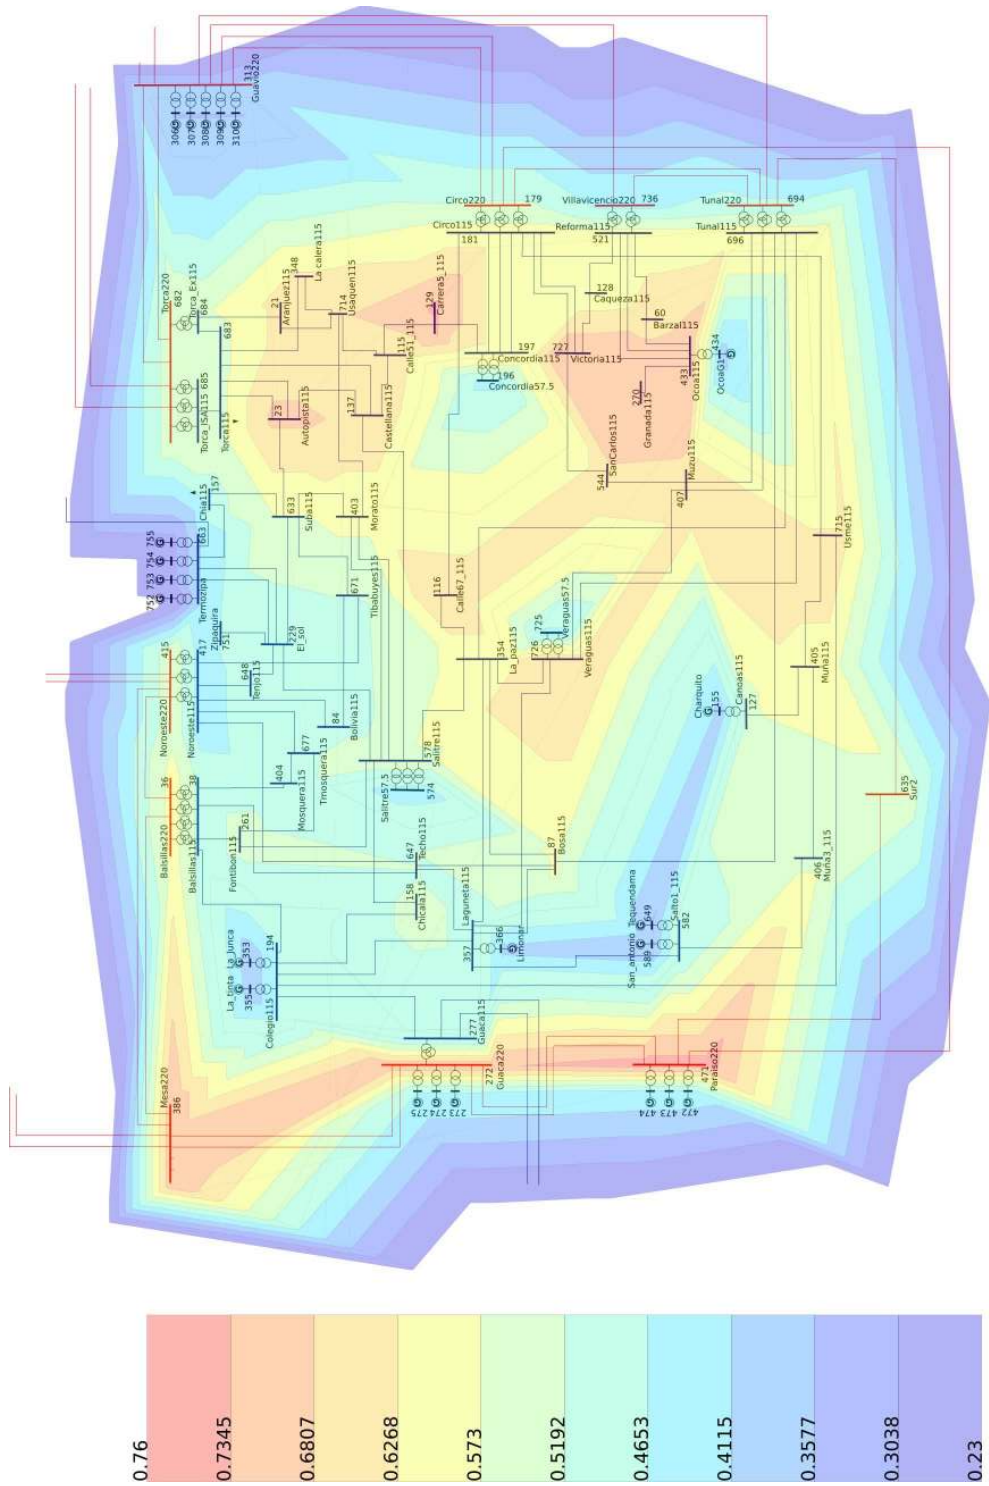 313
Guavio220
306
307
308
309
310
G
G
G
G
G
Torca220
682
Torca_Ex115
684
683
Torca_ISA115
685
Torca115
21
Aranjuez115
348
La calera115
714
Usaquen115
23
Autopista115
137
Castellana115
115
Calle51_115
129
Carrera5_115
Circo220
179
Circo115
181
Villavicencio220
736
Reforma115
521
Tunal220
694
Tunal115
696
128
Caqueza115
60
Barzal115
197
Concordia115
196
Concordia57.5
727
Victoria115
434
OcoaG1
G
433
Ocoa115
270
Granada115
544
SanCarlos115
407
Muzu115
715
Usme115
Chia115
157
633
Suba115
403
Morato115
755
754
753
752
G
G
G
G
663
Termozipa
Zipaquira
751
229
El_sol
671
Tibabuyes115
116
Calle67_115
415
Noroeste220
417
Noroeste115
648
Tenjo115
84
Bolivia115
677
Tmosquera115
404
Mosquera115
354
La_paz115
725
Veraguas57.5
726
Veraguas115
405
Muna115
Charquito
G
155
Canoas115
127
578
Salitre115
Salitre57.5
574
36
Balsillas220
38
Balsillas115
261
Fontibon115
647
Techo115
158
Chicala115
87
Bosa115
635
Sur2
406
Muña3_115
Laguneta115
357
366
G
Limonar
Tequendama
G
649
San_antonio
G
589
Salto1_115
582
La_Junca
G
353
La_tinta
G
355
194
Colegio115
277
Guaca115
272
Guaca220
275
274
273
G
G
G
471
Paraiso220
474
473
472
G
G
G
Mesa220
386
0.76
0.7345
0.6807
0.6268
0.5573
0.5192
0.4653
0.4115
0.3577
0.3038
0.23